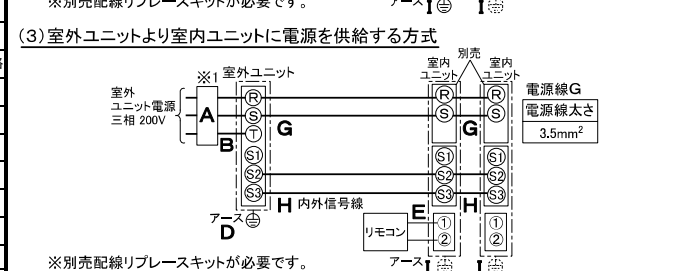 ※別売配線リプレースキットが必要です。
アース
(3)室外ユニットより室内ユニットに電源を供給する方式
別売
※1
室外ユニット
室内
ユニット
室内
ユニット
室外
ユニット電源
三相 200V
A
B
R
S
T
S1
S2
S3
G
R
S
S1
S2
S3
G
R
S
S1
S2
S3
電源線G
電源線太さ
3.5mm²
H 内外信号線
E
H
アース
D
リモコン
①
②
①
②
※別売配線リプレースキットが必要です。
アース